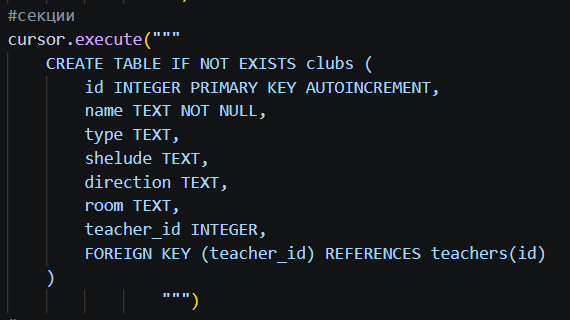 #секции
cursor.execute("""
CREATE TABLE IF NOT EXISTS clubs (
id INTEGER PRIMARY KEY AUTOINCREMENT,
name TEXT NOT NULL,
type TEXT,
shelude TEXT,
direction TEXT,
room TEXT,
teacher_id INTEGER,
FOREIGN KEY (teacher_id) REFERENCES teachers(id)
)
""")